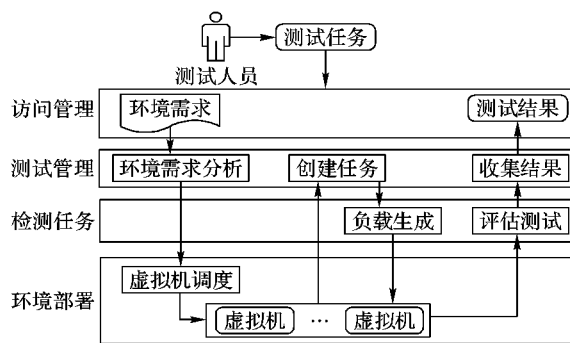 测试任务
测试人员
访问管理
环境需求
测试结果
测试管理
环境需求分析
创建任务
收集结果
检测任务
负载生成
评估测试
环境部署
虚拟机调度
虚拟机 … 虚拟机